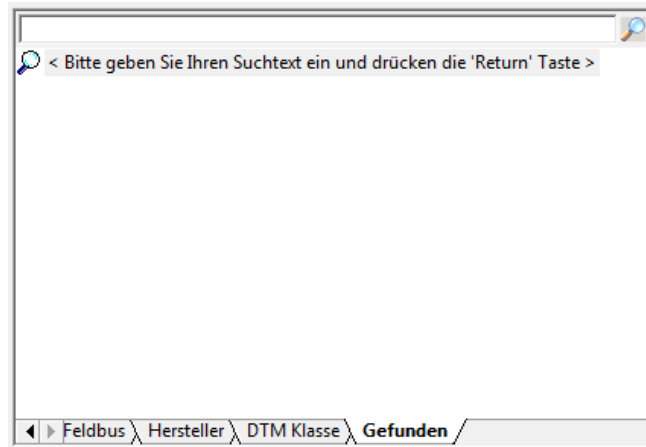 < Bitte geben Sie Ihren Suchtext ein und drücken die 'Return' Taste >
Feldbus Hersteller DTM Klasse Gefunden